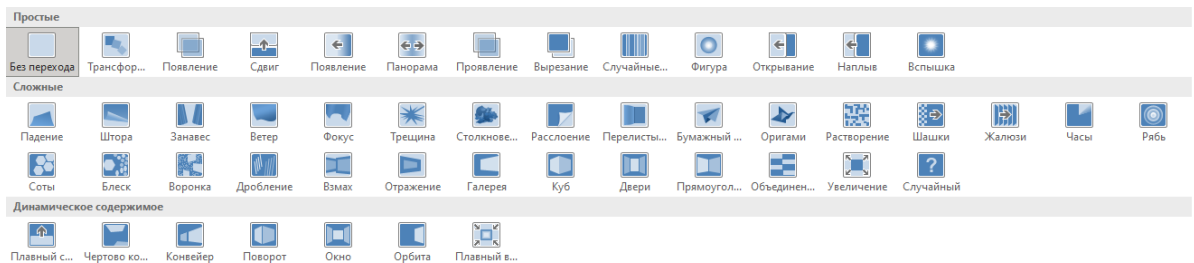 Простые
Без перехода Трансфор... Появление Сдвиг Появление Панорама Проявление Вырезание Случайные... Фигура Открывание Наплыв Вспышка
Сложные
Падение Штора Занавес Ветер Фокус Трещина Столкнове... Расслоение Перелисты... Бумажный ... Оригами Растворение Шашки Жалюзи Часы Рябь
Соты Блеск Воронка Дробление Взмах Отражение Галерея Куб Двери Прямоугол... Объединен... Увеличение Случайный
Динамическое содержимое
Плавный с... Чертово ко... Конвейер Поворот Окно Орбита Плавный в...